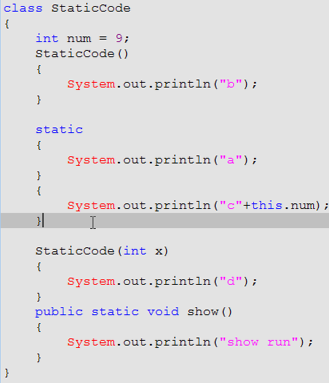 class StaticCode
{
int num = 9;
StaticCode()
{
System.out.println("b");
}
static
{
System.out.println("a");
}
{
System.out.println("c"+this.num);
}
StaticCode(int x)
{
System.out.println("d");
}
public static void show()
{
System.out.println("show run");
}
}